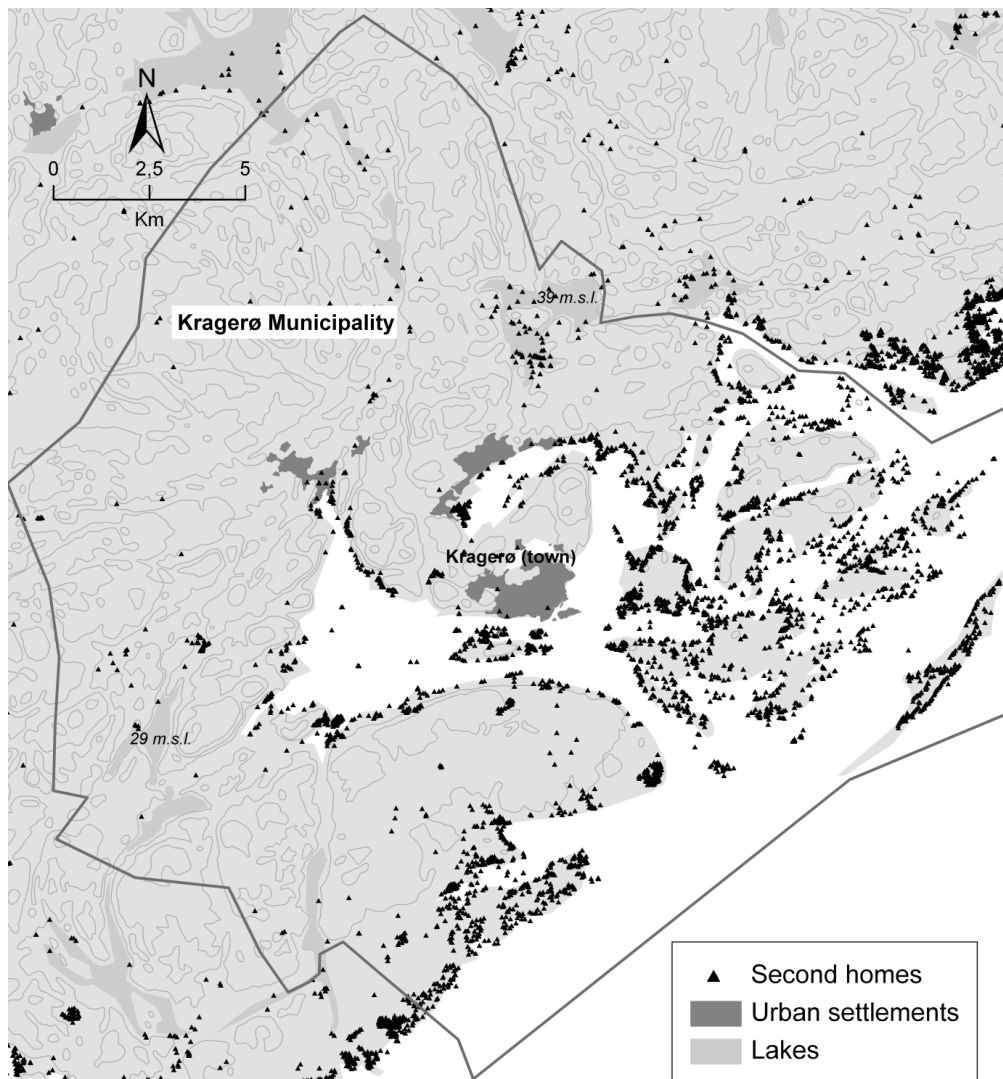 N
0 2,5 5
Km
39 m.s.l.
Kragerø Municipality
Kragerø (town)
29 m.s.l.
Second homes
Urban settlements
Lakes